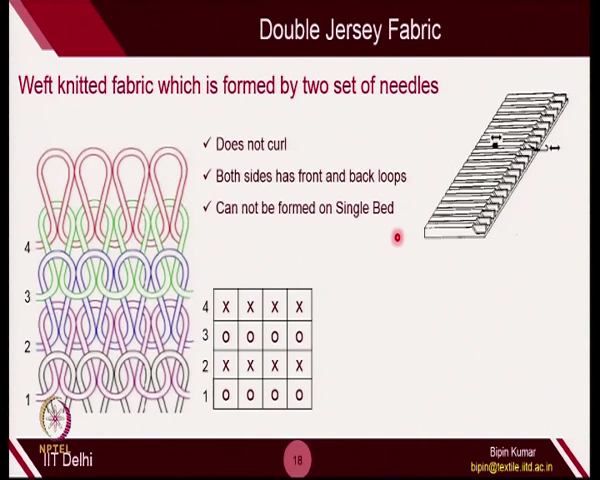 Double Jersey Fabric
Weft knitted fabric which is formed by two set of needles
✓ Does not curl
✓ Both sides has front and back loops
✓ Can not be formed on Single Bed
4
3
2
1
4 X X X X
3 O O O O
2 X X X X
1 O O O O
NPTEL
IIT Delhi
18
Bipin Kumar
bipin@textile.iitd.ac.in